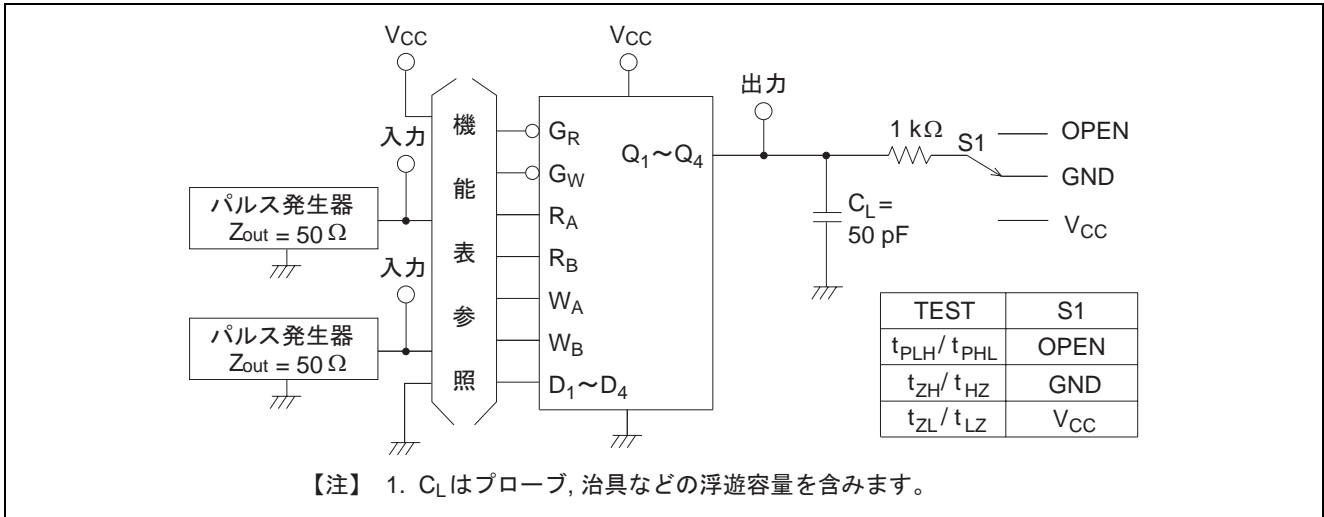 VCC
VCC
入力
機能表参照
出力
パルス発生器
Zout = 50 Ω
入力
パルス発生器
Zout = 50 Ω
GR
GW
RA
RB
WA
WB
D1〜D4
Q1〜Q4
1 kΩ
S1
OPEN
GND
VCC
CL =
50 pF
TEST S1
tPLH / tPHL OPEN
tZH / tHZ GND
tZL / tLZ VCC
【注】 1. CLはプローブ, 治具などの浮遊容量を含みます。